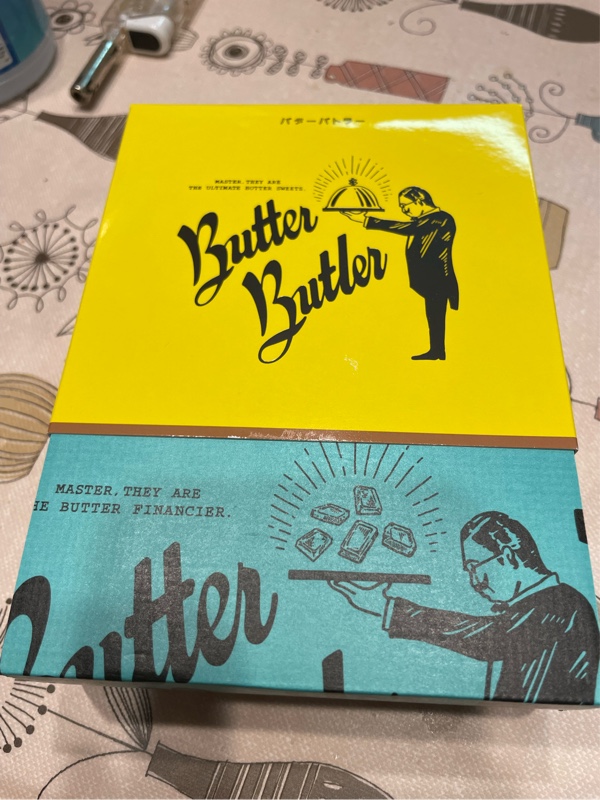 バターバトラー
MASTER, THEY ARE
THE ULTIMATE BUTTER SWEETS.
Butter
Butler
MASTER, THEY ARE
HE BUTTER FINANCIER.
Butter